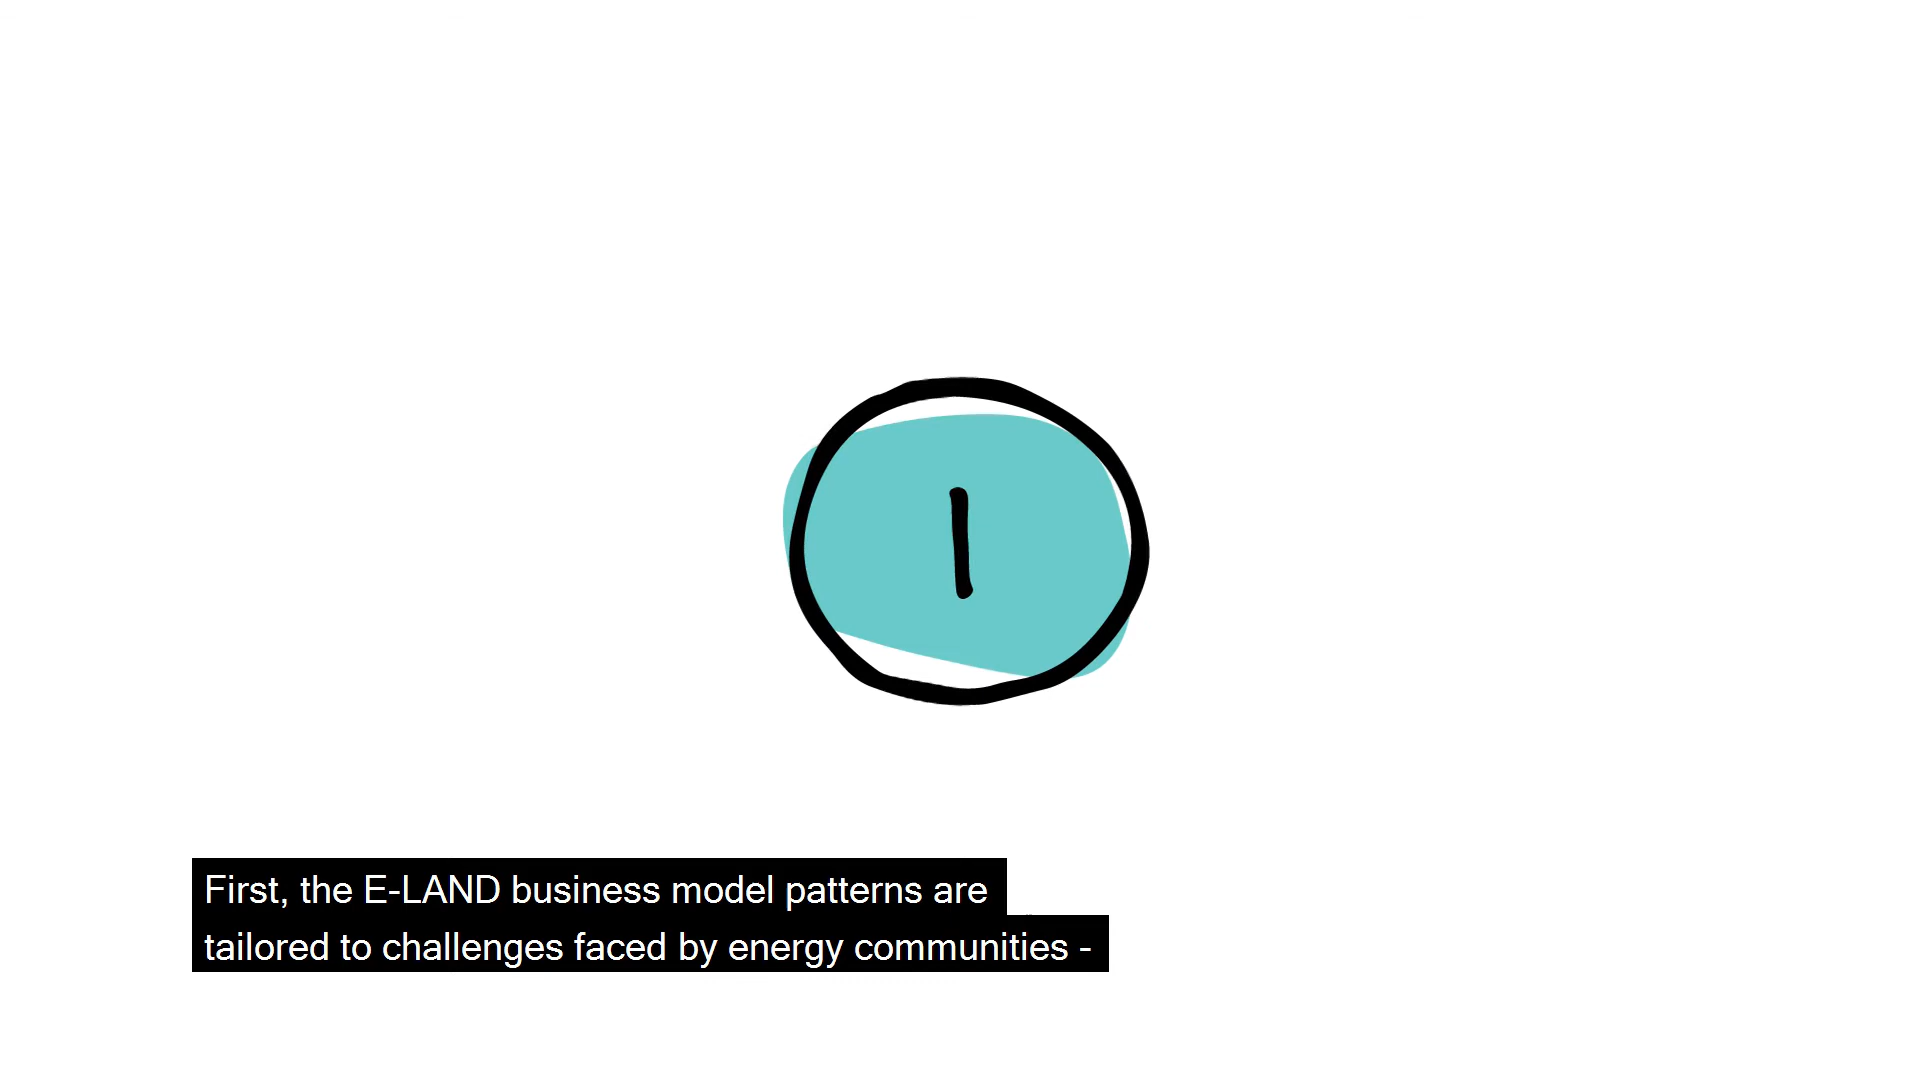 1
First, the E-LAND business model patterns are
tailored to challenges faced by energy communities -